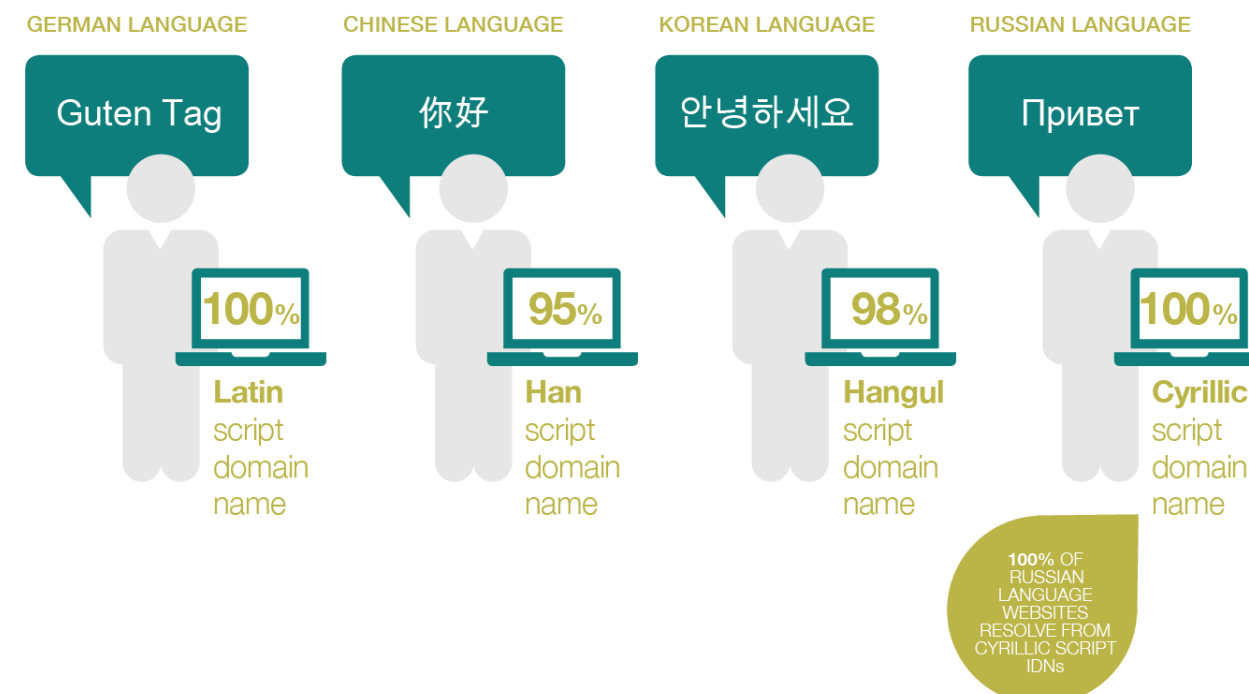 GERMAN LANGUAGE
Guten Tag
100%
Latin
script
domain
name
CHINESE LANGUAGE
你好
95%
Han
script
domain
name
KOREAN LANGUAGE
안녕하세요
98%
Hangul
script
domain
name
RUSSIAN LANGUAGE
Привет
100%
Cyrillic
script
domain
name
100% OF
RUSSIAN
LANGUAGE
WEBSITES
RESOLVE FROM
CYRILLIC SCRIPT
IDNs